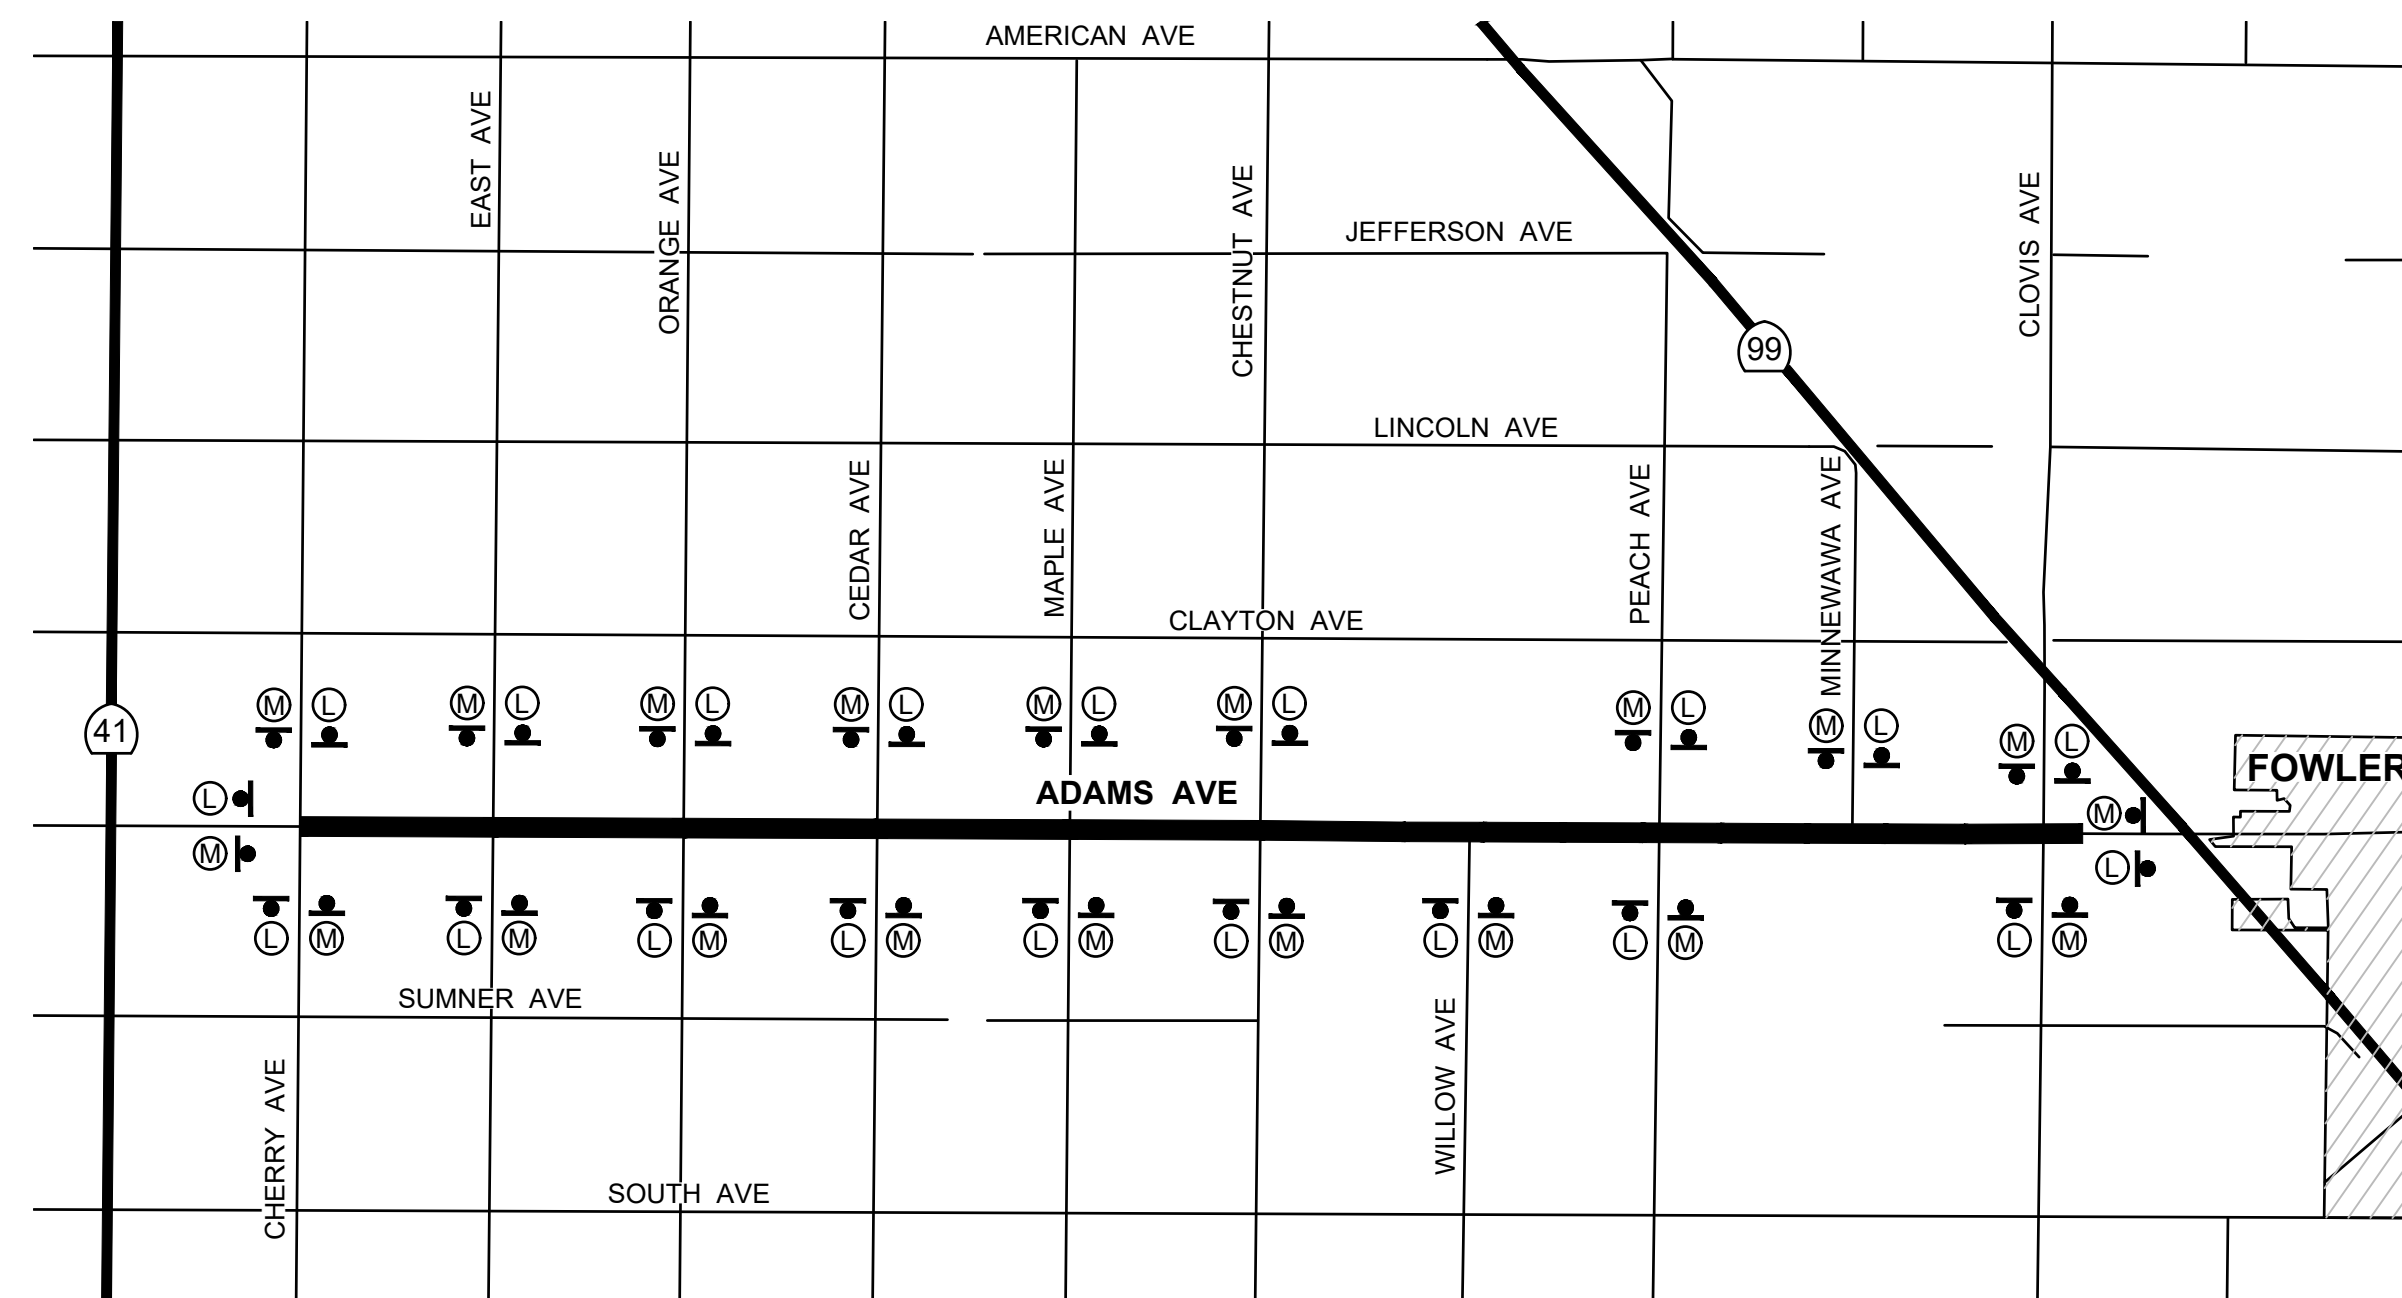 AMERICAN AVE
EAST AVE
ORANGE AVE
CHESTNUT AVE
JEFFERSON AVE
CLOVIS AVE
99
LINCOLN AVE
CEDAR AVE
MAPLE AVE
PEACH AVE
MINNEWAWA AVE
CLAYTON AVE
M L M L M L M L M L M L M L M L M L
41
FOWLER
L
ADAMS AVE
M
M
L
L M L M L M L M L M L M L M L M L M
SUMNER AVE
WILLOW AVE
CHERRY AVE
SOUTH AVE